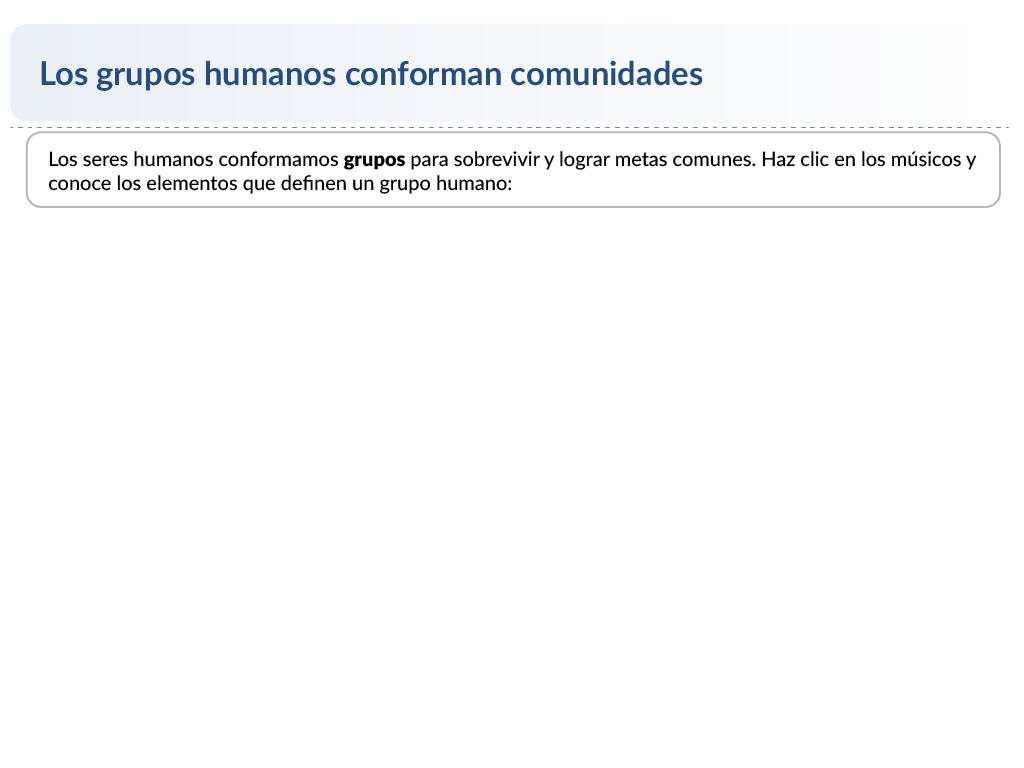 Los grupos humanos conforman comunidades
Los seres humanos conformamos grupos para sobrevivir y lograr metas comunes. Haz clic en los músicos y
conoce los elementos que definen un grupo humano: